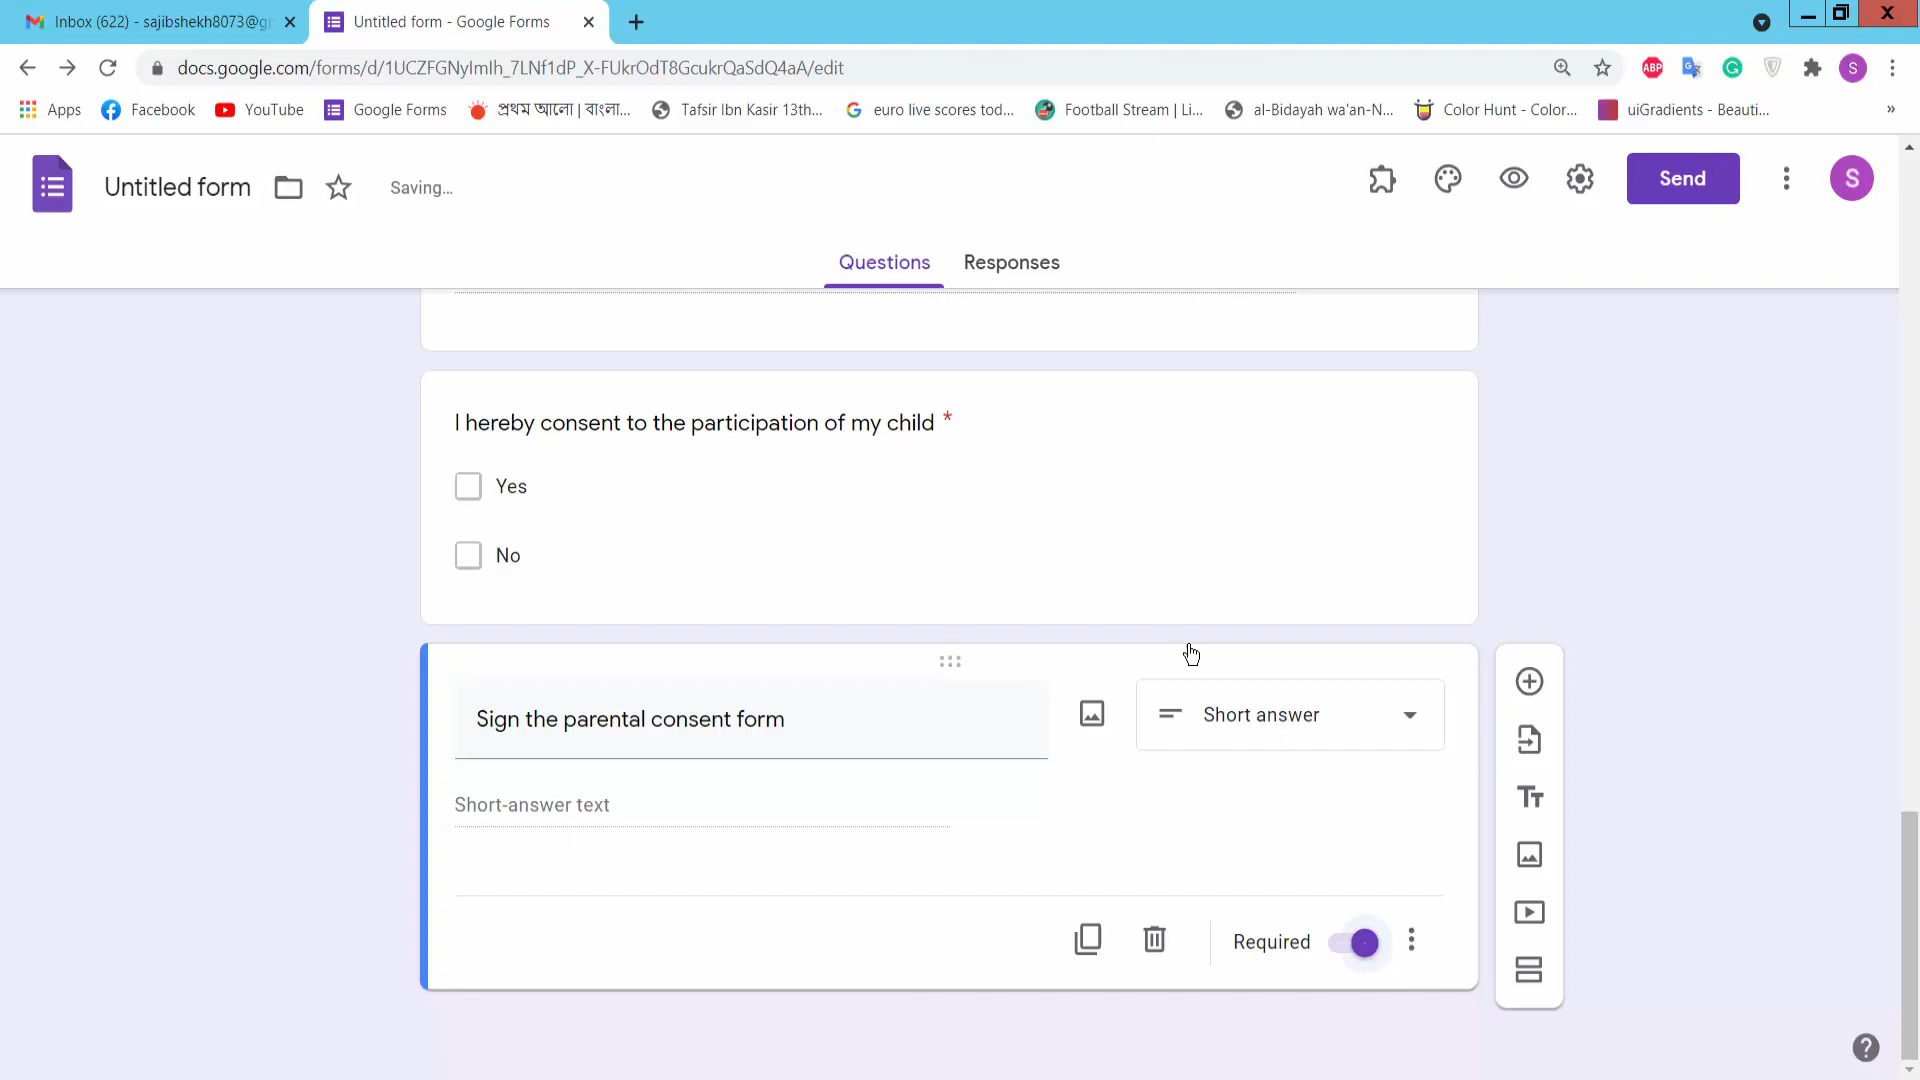 Inbox (622) - sajibshekh8073@g
Untitled form - Google Forms
docs.google.com/forms/d/1UCZFGNyImIh_7LNf1dP_X-FUkrOdT8GcukrQaSdQ4aA/edit
ABP
S
Apps
Facebook
YouTube
Google Forms
প্রথম আলো | বাংলা...
Tafsir Ibn Kasir 13th...
euro live scores tod...
Football Stream | Li...
al-Bidayah wa'an-N...
Color Hunt - Color...
uiGradients - Beauti...
»
Untitled form
Saving...
Send
S
Questions
Responses
I hereby consent to the participation of my child *
Yes
No
Sign the parental consent form
Short answer
Short-answer text
Required